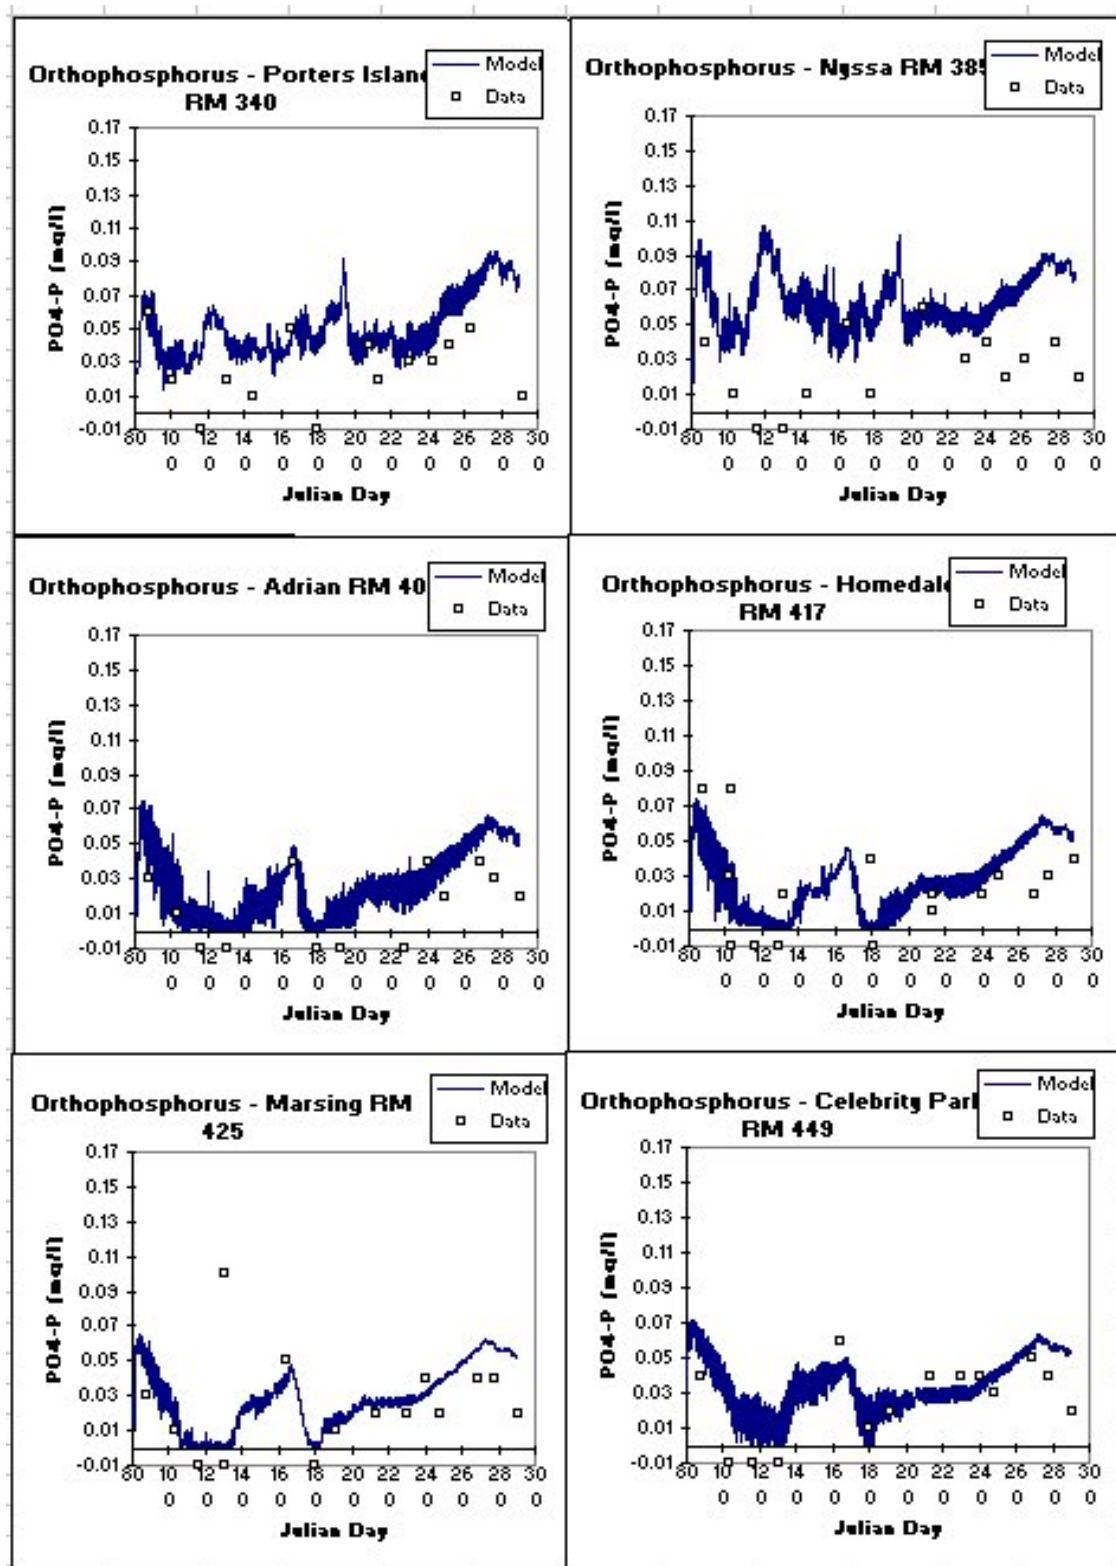 Orthophosphorus - Porters Island
RM 340
Model
Data
0.17
0.15
0.13
0.11
0.09
0.07
0.05
0.03
0.01
-0.01
PO4-P (mg/l)
80 10 12 14 16 18 20 22 24 26 28 30
0 0 0 0 0 0 0 0 0 0 0
Julian Day
Orthophosphorus - Nyssa RM 385
Model
Data
0.17
0.15
0.13
0.11
0.09
0.07
0.05
0.03
0.01
-0.01
PO4-P (mg/l)
80 10 12 14 16 18 20 22 24 26 28 30
0 0 0 0 0 0 0 0 0 0 0
Julian Day
Orthophosphorus - Adrian RM 40
Model
Data
0.17
0.15
0.13
0.11
0.09
0.07
0.05
0.03
0.01
-0.01
PO4-P (mg/l)
80 10 12 14 16 18 20 22 24 26 28 30
0 0 0 0 0 0 0 0 0 0 0
Julian Day
Orthophosphorus - Homedale
RM 417
Model
Data
0.17
0.15
0.13
0.11
0.09
0.07
0.05
0.03
0.01
-0.01
PO4-P (mg/l)
80 10 12 14 16 18 20 22 24 26 28 30
0 0 0 0 0 0 0 0 0 0 0
Julian Day
Orthophosphorus - Marsing RM
425
Model
Data
0.17
0.15
0.13
0.11
0.09
0.07
0.05
0.03
0.01
-0.01
PO4-P (mg/l)
80 10 12 14 16 18 20 22 24 26 28 30
0 0 0 0 0 0 0 0 0 0 0
Julian Day
Orthophosphorus - Celebrity Park
RM 449
Model
Data
0.17
0.15
0.13
0.11
0.09
0.07
0.05
0.03
0.01
-0.01
PO4-P (mg/l)
80 10 12 14 16 18 20 22 24 26 28 30
0 0 0 0 0 0 0 0 0 0 0
Julian Day